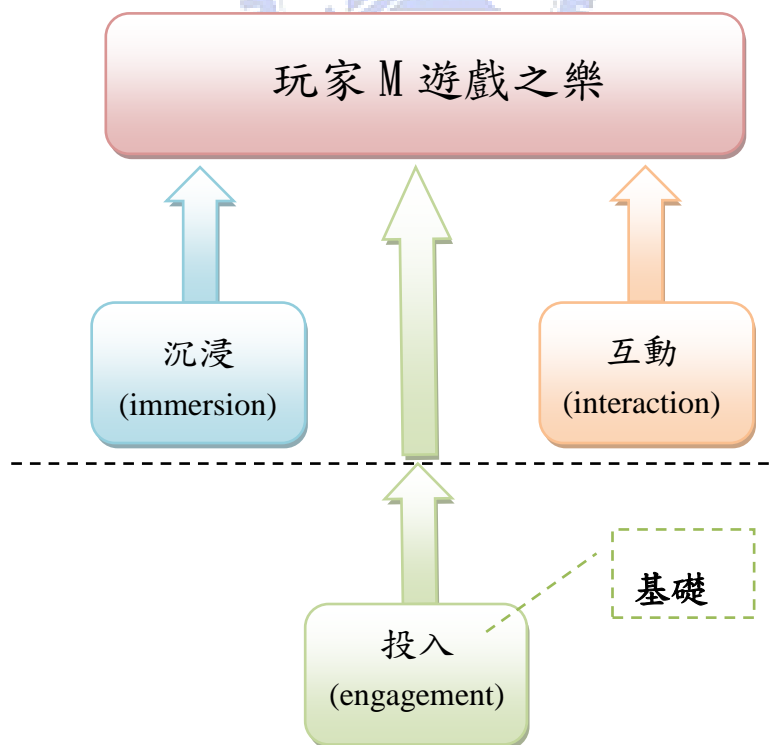 玩家 M 遊戲之樂
沉浸
(immersion)
互動
(interaction)
基礎
投入
(engagement)